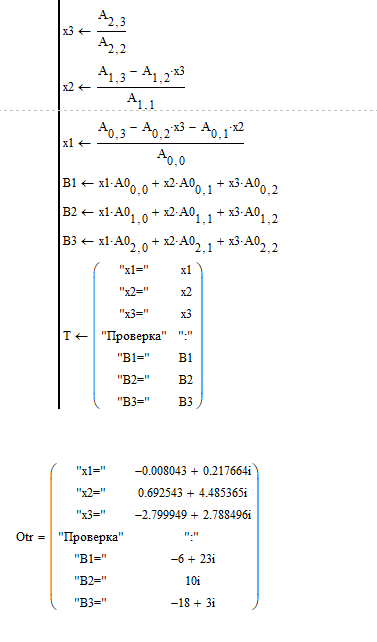 x3 ← A2,3 / A2,2
x2 ← (A1,3 − A1,2·x3) / A1,1
x1 ← (A0,3 − A0,2·x3 − A0,1·x2) / A0,0
B1 ← x1·A00,0 + x2·A00,1 + x3·A00,2
B2 ← x1·A01,0 + x2·A01,1 + x3·A01,2
B3 ← x1·A02,0 + x2·A02,1 + x3·A02,2
"x1=" x1
"x2=" x2
"x3=" x3
T ← "Проверка" ":"
"B1=" B1
"B2=" B2
"B3=" B3
"x1=" −0.008043 + 0.217664i
"x2=" 0.692543 + 4.485365i
"x3=" −2.799949 + 2.788496i
Otr = "Проверка" ":"
"B1=" −6 + 23i
"B2=" 10i
"B3=" −18 + 3i